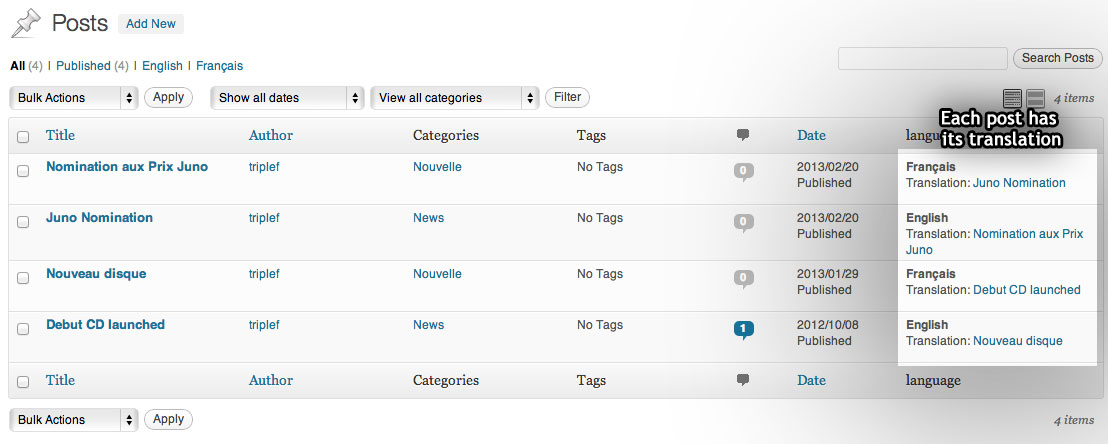 Posts Add New
All (4) | Published (4) | English | Français
Search Posts
Bulk Actions Apply Show all dates View all categories Filter
4 items
Each post has
its translation
Title Author Categories Tags Date language
Nomination aux Prix Juno triplef Nouvelle No Tags 0 2013/02/20 Français
Published Translation: Juno Nomination
Juno Nomination triplef News No Tags 0 2013/02/20 English
Published Translation: Nomination aux Prix
Juno
Nouveau disque triplef Nouvelle No Tags 0 2013/01/29 Français
Published Translation: Debut CD launched
Debut CD launched triplef News No Tags 1 2012/10/08 English
Published Translation: Nouveau disque
Title Author Categories Tags Date language
Bulk Actions Apply 4 items